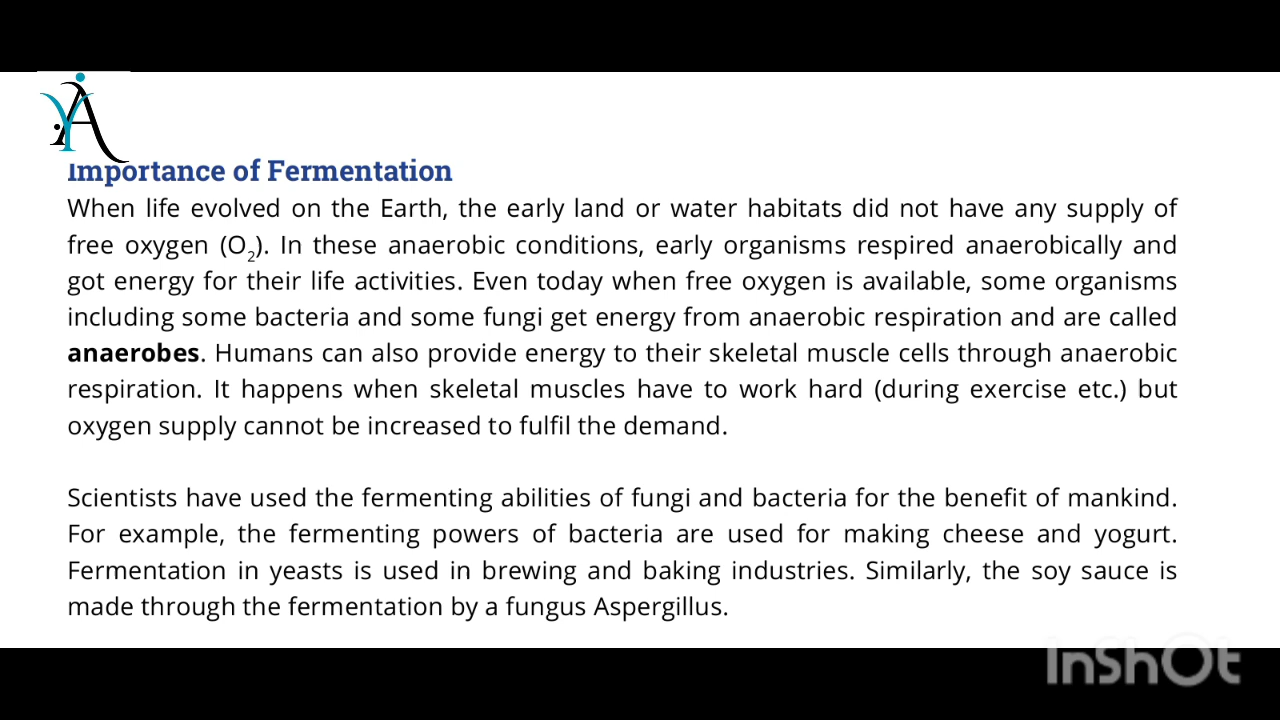 YA
Importance of Fermentation
When life evolved on the Earth, the early land or water habitats did not have any supply of
free oxygen (O₂). In these anaerobic conditions, early organisms respired anaerobically and
got energy for their life activities. Even today when free oxygen is available, some organisms
including some bacteria and some fungi get energy from anaerobic respiration and are called
anaerobes. Humans can also provide energy to their skeletal muscle cells through anaerobic
respiration. It happens when skeletal muscles have to work hard (during exercise etc.) but
oxygen supply cannot be increased to fulfil the demand.
Scientists have used the fermenting abilities of fungi and bacteria for the benefit of mankind.
For example, the fermenting powers of bacteria are used for making cheese and yogurt.
Fermentation in yeasts is used in brewing and baking industries. Similarly, the soy sauce is
made through the fermentation by a fungus Aspergillus.
InShOt